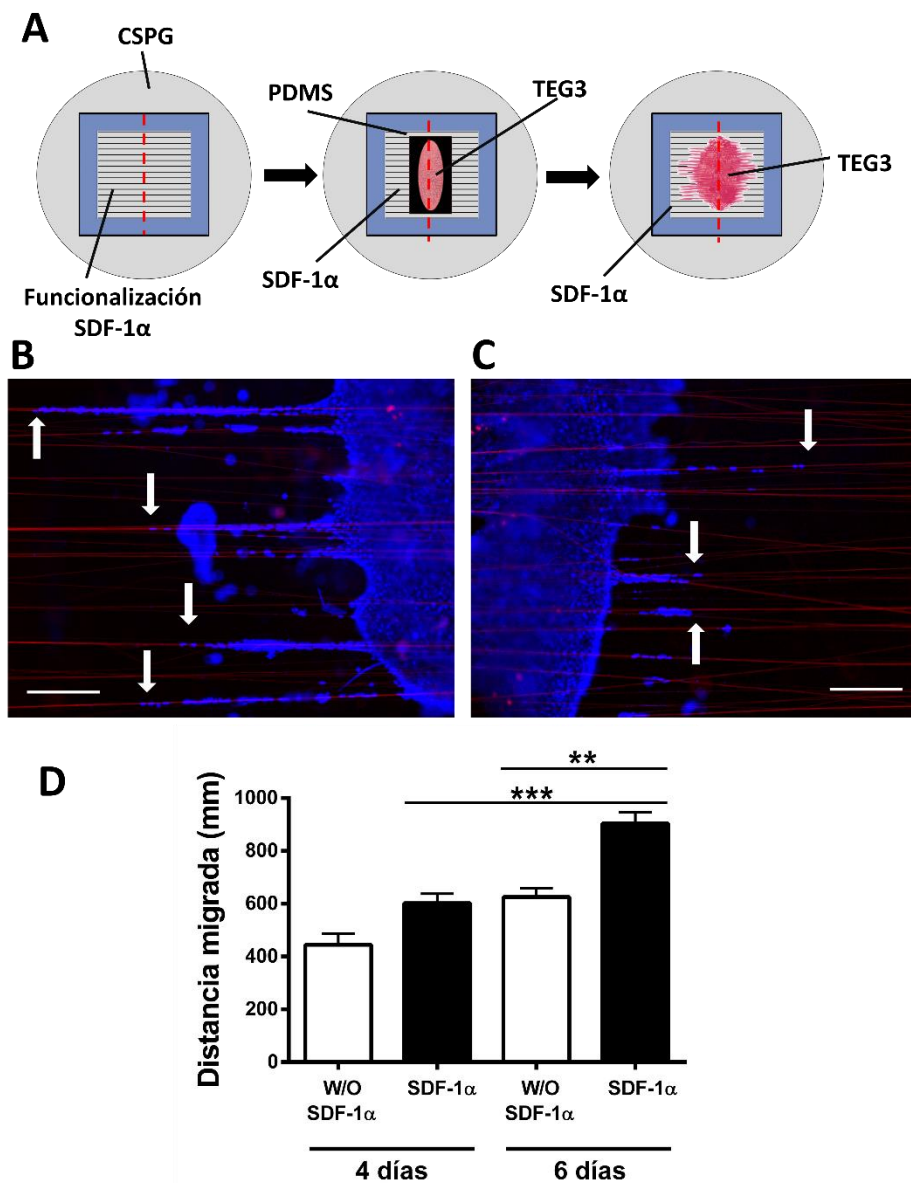 A
CSPG
PDMS
TEG3
TEG3
SDF-1α
SDF-1α
Funcionalización
SDF-1α
B
C
D
**
***
Distancia migrada (mm)
1000
800
600
400
200
0
W/O
SDF-1α
SDF-1α
W/O
SDF-1α
SDF-1α
4 días
6 días